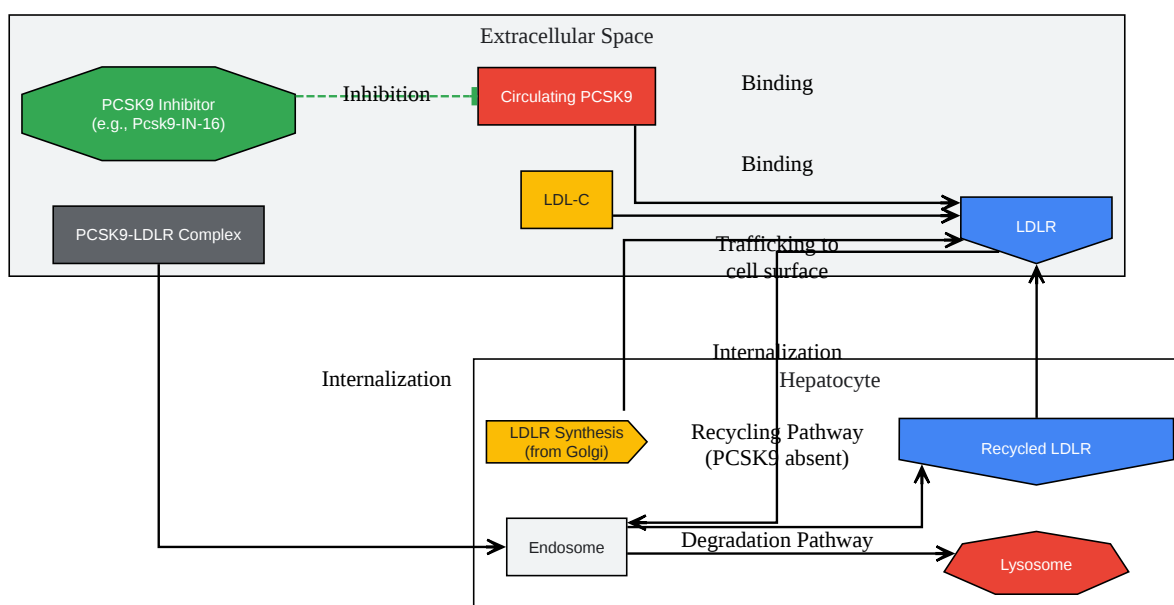 Extracellular Space
PCSK9 Inhibitor
(e.g., Pcsk9-IN-16)
Inhibition
Circulating PCSK9
Binding
Binding
LDL-C
PCSK9-LDLR Complex
LDLR
Trafficking to
cell surface
Internalization
Internalization
Hepatocyte
LDLR Synthesis
(from Golgi)
Recycling Pathway
(PCSK9 absent)
Recycled LDLR
Endosome
Degradation Pathway
Lysosome